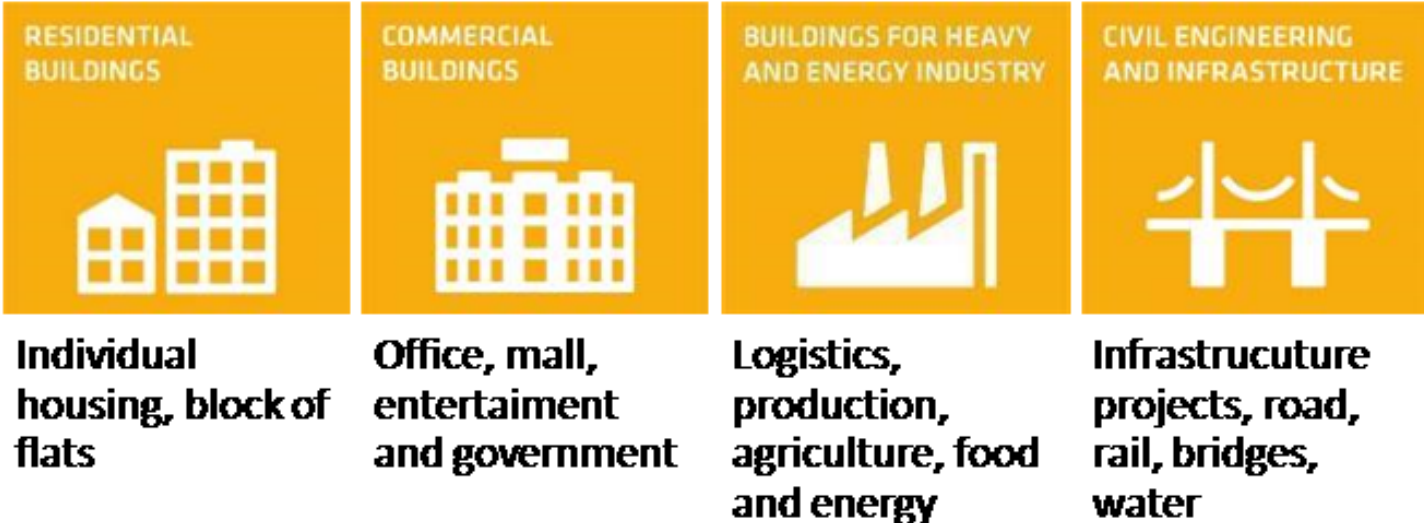 RESIDENTIAL
BUILDINGS
Individual
housing, block of
flats
COMMERCIAL
BUILDINGS
Office, mall,
entertaiment
and government
BUILDINGS FOR HEAVY
AND ENERGY INDUSTRY
Logistics,
production,
agriculture, food
and energy
CIVIL ENGINEERING
AND INFRASTRUCTURE
Infrastrucuture
projects, road,
rail, bridges,
water